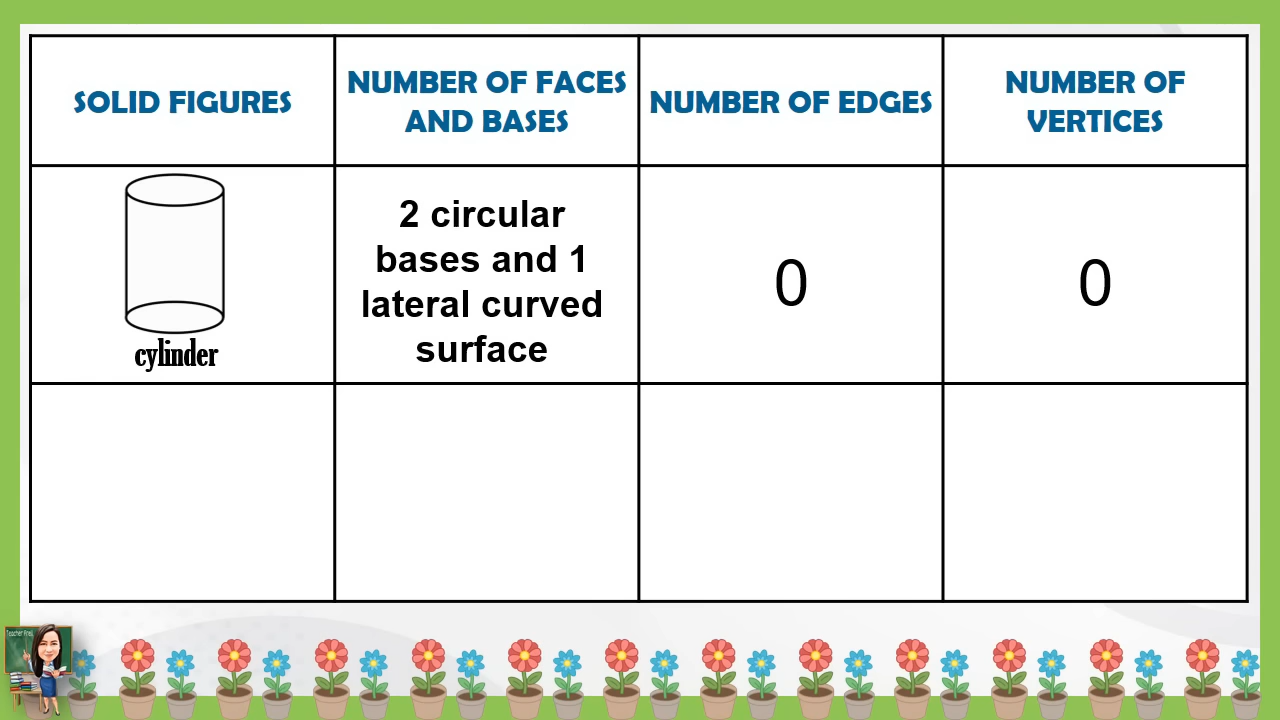 SOLID FIGURES
NUMBER OF FACES
AND BASES
NUMBER OF EDGES
NUMBER OF
VERTICES
cylinder
2 circular
bases and 1
lateral curved
surface
0
0